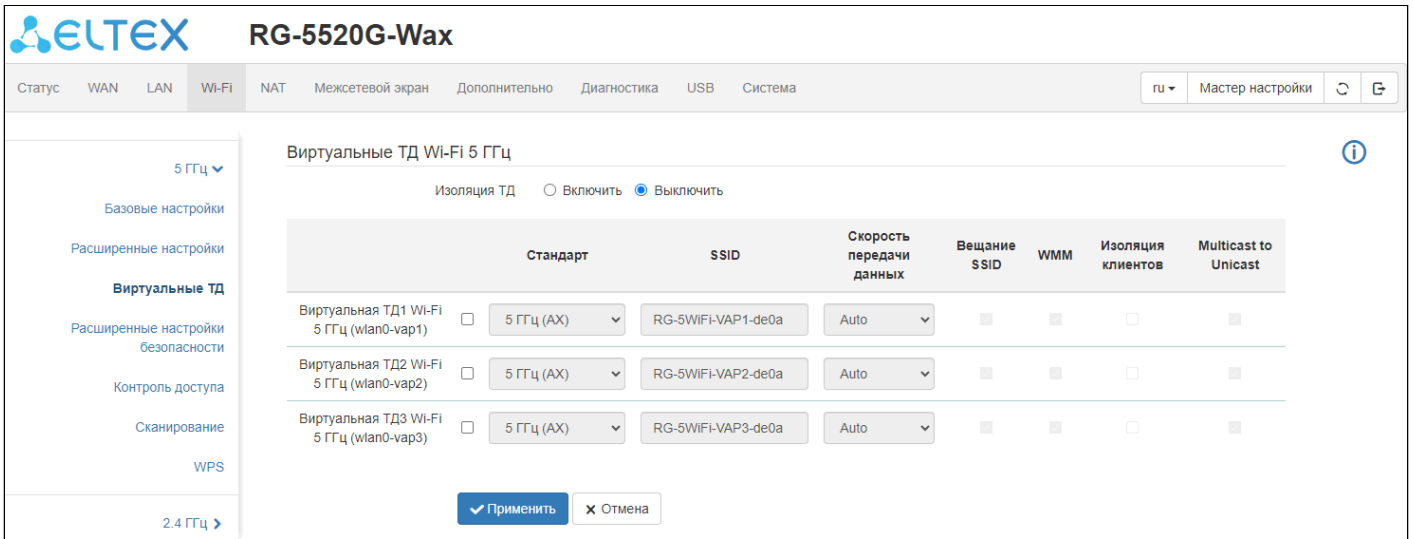 ELTEX RG-5520G-Wax
Статус WAN LAN Wi-Fi NAT Межсетевой экран Дополнительно Диагностика USB Система ru Мастер настройки
5 ГГц
Базовые настройки
Расширенные настройки
Виртуальные ТД
Расширенные настройки
безопасности
Контроль доступа
Сканирование
WPS
2.4 ГГц
Виртуальные ТД Wi-Fi 5 ГГц
Изоляция ТД Включить Выключить
Стандарт SSID Скорость передачи данных Вещание SSID WMM Изоляция клиентов Multicast to Unicast
Виртуальная ТД1 Wi-Fi
5 ГГц (wlan0-vap1) 5 ГГц (AX) RG-5WiFi-VAP1-de0a Auto
Виртуальная ТД2 Wi-Fi
5 ГГц (wlan0-vap2) 5 ГГц (AX) RG-5WiFi-VAP2-de0a Auto
Виртуальная ТД3 Wi-Fi
5 ГГц (wlan0-vap3) 5 ГГц (AX) RG-5WiFi-VAP3-de0a Auto
Применить Отмена